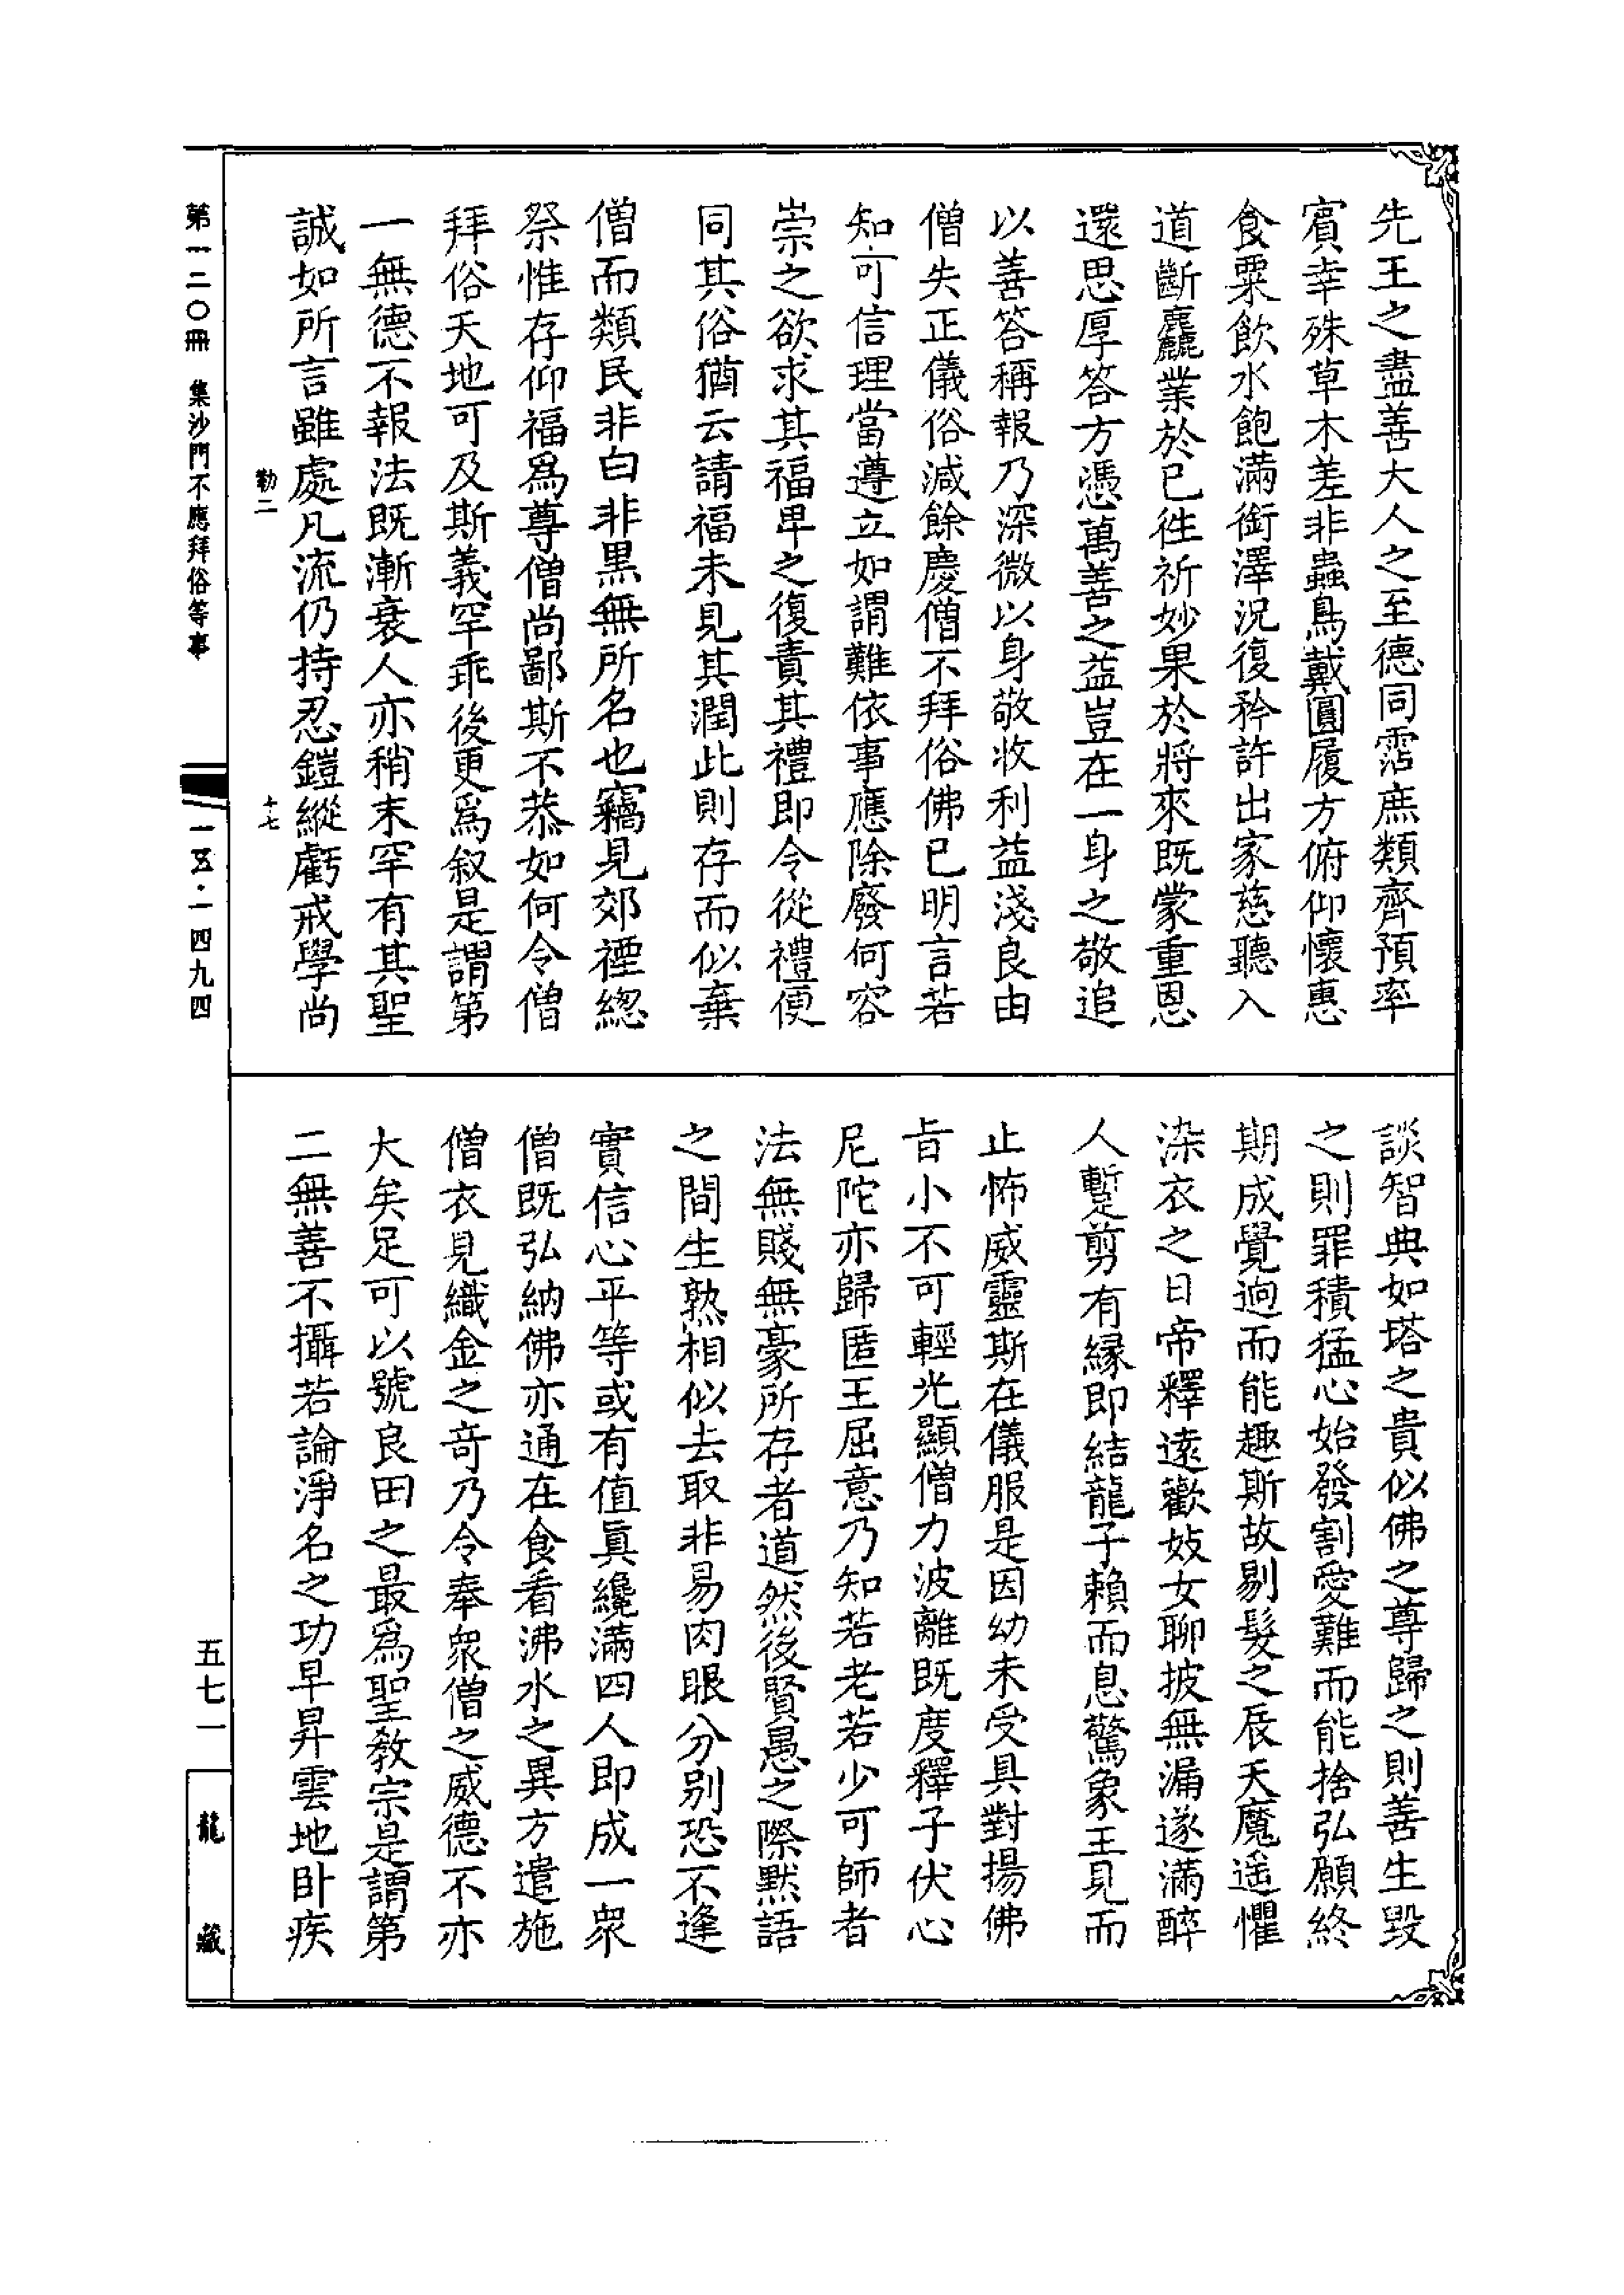 先王之盡善大人之至德同霑庶類齊預率
賓幸殊草木差非蟲鳥戴圓履方俯仰懷惠
食粟飲水飽滿銜澤況復矜許出家慈聽入
道斷麤業於已徃祈妙果於將來既蒙重恩
還思厚答方憑萬善之益豈在一身之敬追
以善答稱報乃深微以身敬收利益淺良由
僧失正儀俗減餘慶僧不拜俗佛已明言若
知可信理當遵立如謂難依事應除廢何容
崇之欲求其福卑之復責其禮即令從禮便
同其俗猶云請福未見其潤此則存而似棄
僧而類民非白非黑無所名也竊見郊禋總
祭惟存仰福爲尊僧尚鄙斯不恭如何令僧
拜俗天地可及斯義罕乖後更爲叙是謂第
一無德不報法既漸衰人亦稍末罕有其聖
誠如所言雖處凡流仍持忍鎧縱虧戒學尚
談智典如塔之貴似佛之尊歸之則善生毀
之則罪積猛心始發割愛難而能捨弘願終
期成覺逈而能趣斯故剔髮之辰天魔遙懼
染衣之日帝釋遠歡妓女聊披無漏遂滿醉
人暫剪有緣即結龍子賴而息驚象王見而
止怖威靈斯在儀服是因幼未受具對揚佛
旨小不可輕光顯僧力波離既度釋子伏心
尼陀亦歸匿王屈意乃知若老若少可師者
法無賤無豪所存者道然後賢愚之際默語
之間生熟相似去取非易肉眼分別恐不逢
實信心平等或有值眞纔滿四人即成一衆
僧既弘納佛亦通在食看沸水之異方遣施
僧衣見織金之竒乃令奉衆僧之威德不亦
大矣足可以號良田之最爲聖教宗是謂第
二無善不攝若論淨名之功早昇雲地卧疾
勒二
十七
第一二〇冊 集沙門不應拜俗等事
一五·一四九四
五七一
龍藏